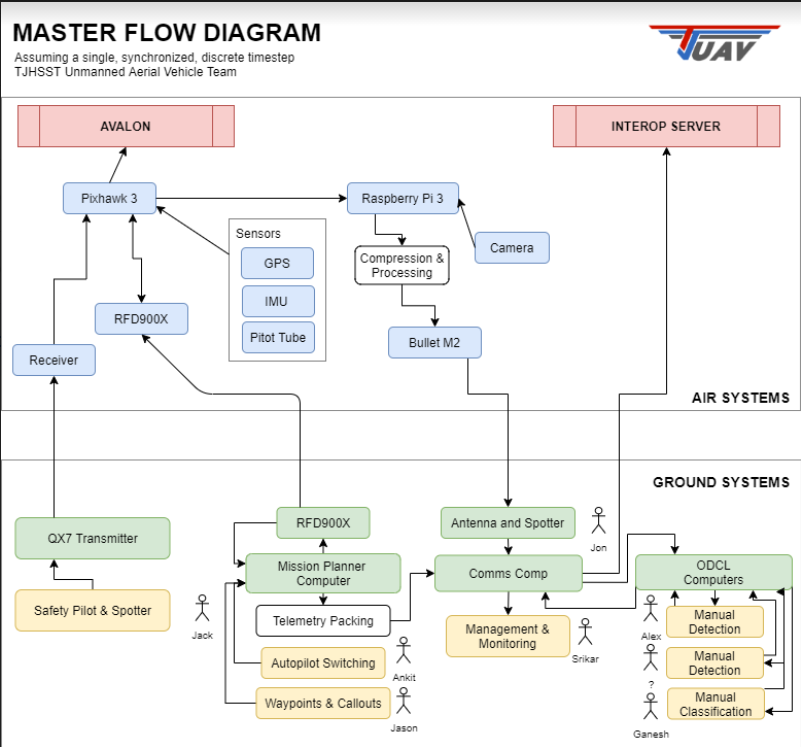 MASTER FLOW DIAGRAM
Assuming a single, synchronized, discrete timestep
TJHSST Unmanned Aerial Vehicle Team
TJUAV
AVALON
INTEROP SERVER
Pixhawk 3
Raspberry Pi 3
Sensors
GPS
IMU
Pitot Tube
Camera
Compression &
Processing
RFD900X
Bullet M2
Receiver
AIR SYSTEMS
GROUND SYSTEMS
QX7 Transmitter
Safety Pilot & Spotter
RFD900X
Mission Planner
Computer
Telemetry Packing
Jack
Autopilot Switching
Ankit
Waypoints & Callouts
Jason
Antenna and Spotter
Jon
Comms Comp
Management &
Monitoring
Srikar
ODCL
Computers
Manual
Detection
Alex
Manual
Detection
?
Manual
Classification
Ganesh